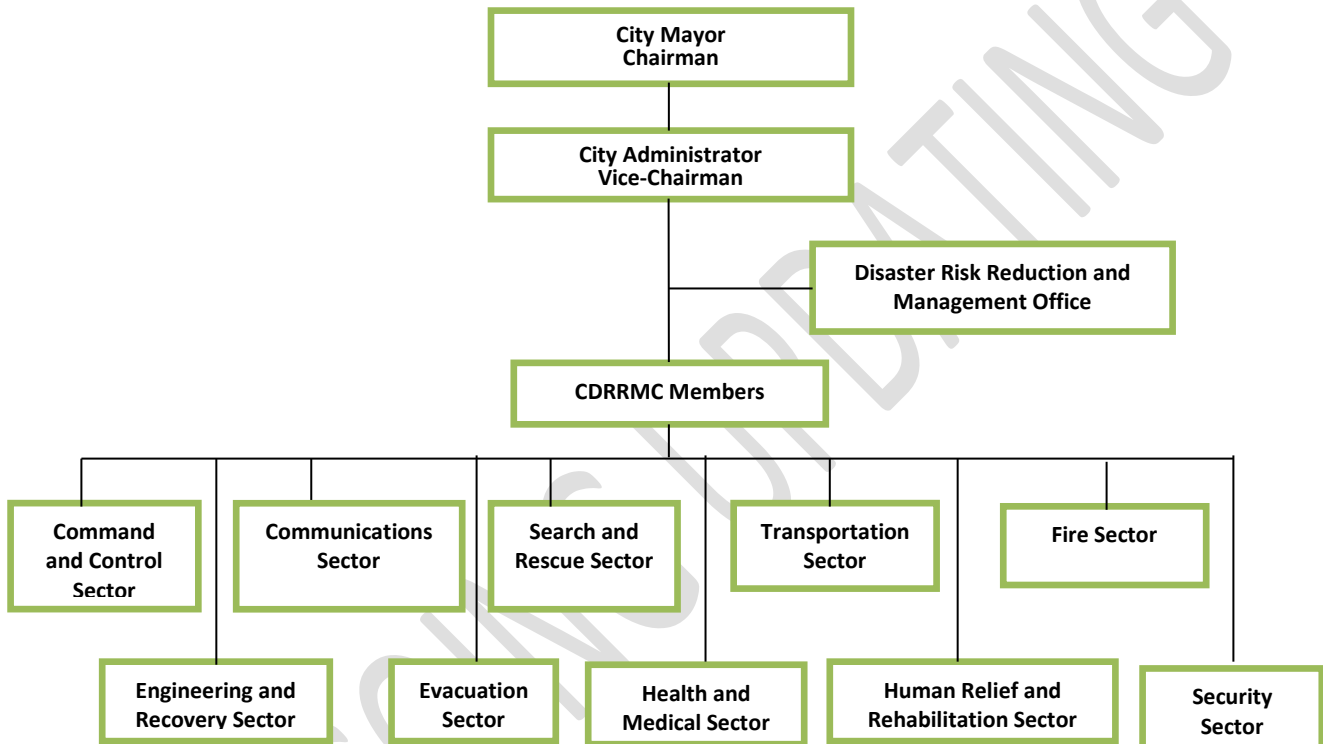 City Mayor
Chairman
City Administrator
Vice-Chairman
Disaster Risk Reduction and
Management Office
CDRRMC Members
Command
and Control
Sector
Communications
Sector
Search and
Rescue Sector
Transportation
Sector
Fire Sector
Engineering and
Recovery Sector
Evacuation
Sector
Health and
Medical Sector
Human Relief and
Rehabilitation Sector
Security
Sector
UPDATING